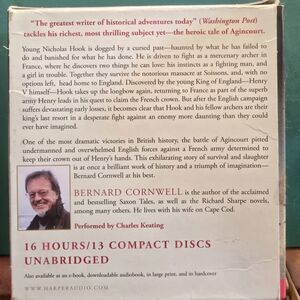 "The greatest writer of historical adventures today" (Washington Post)
tackles his richest, most thrilling subject yet—the heroic tale of Agincourt.
Young Nicholas Hook is dogged by a cursed past—haunted by what he has failed to
do and banished for what he has done. He is driven to fight as a mercenary archer in
France, where he discovers two things he can love: his instincts as a fighting man, and
a girl in trouble. Together they survive the notorious massacre at Soissons, and, with no
options left, head home to England. Discovered by the young King of England—Henry
V himself—Hook takes up the longbow again, returning to France as part of the superb
army Henry leads in his quest to claim the French crown. But after the English campaign
suffers devastating early losses, it becomes clear that Hook and his fellow archers are their
king's last resort in a desperate fight against an enemy more daunting than they could
ever have imagined.
One of the most dramatic victories in British history, the battle of Agincourt pitted
undermanned and overwhelmed English forces against a French army determined to
keep their crown out of Henry's hands. This exhilarating story of survival and slaughter
is at once a brilliant work of history and a triumph of imagination—
Bernard Cornwell at his best.
BERNARD CORNWELL is the author of the acclaimed
and bestselling Saxon Tales, as well as the Richard Sharpe novels,
among many others. He lives with his wife on Cape Cod.
Performed by Charles Keating
16 HOURS/13 COMPACT DISCS
UNABRIDGED
Also available as an e-book, downloadable audiobook, in large print, and in hardcover
WWW.HARPERAUDIO.COM